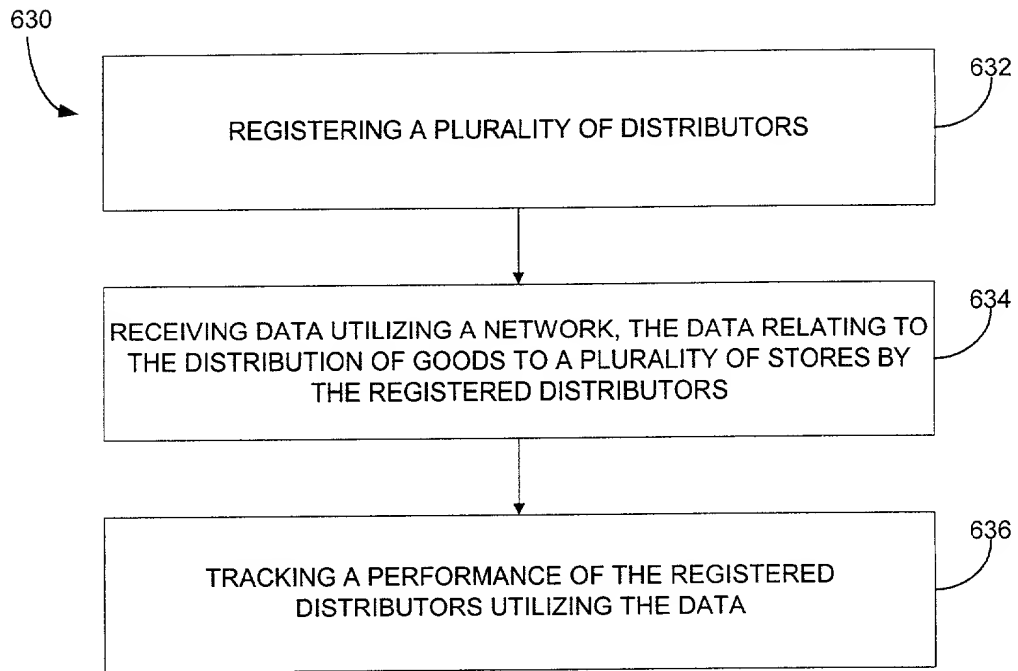 630
632
REGISTERING A PLURALITY OF DISTRIBUTORS
634
RECEIVING DATA UTILIZING A NETWORK, THE DATA RELATING TO
THE DISTRIBUTION OF GOODS TO A PLURALITY OF STORES BY
THE REGISTERED DISTRIBUTORS
636
TRACKING A PERFORMANCE OF THE REGISTERED
DISTRIBUTORS UTILIZING THE DATA